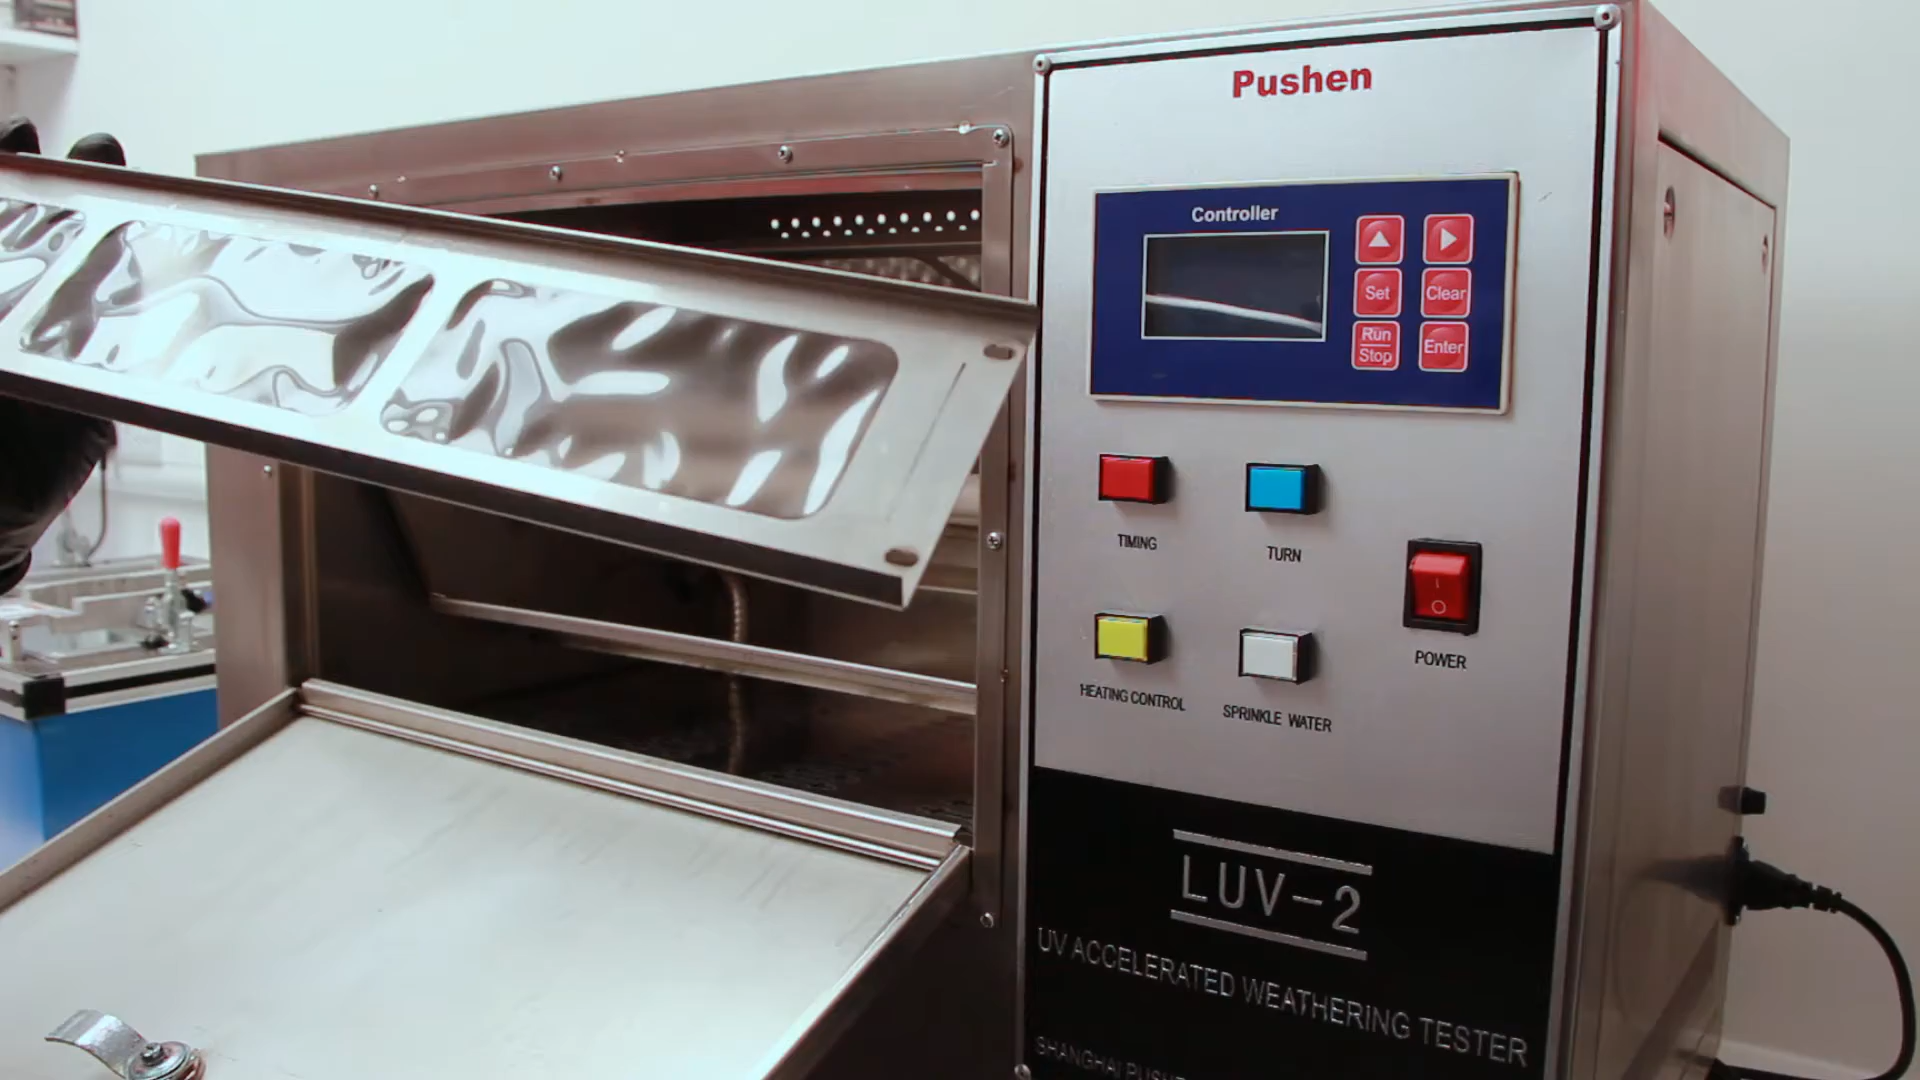 Pushen
Controller
Set
Clear
Run
Stop
Enter
TIMING
TURN
POWER
HEATING CONTROL
SPRINKLE WATER
LUV-2
UV ACCELERATED WEATHERING TESTER
SHANGHAI